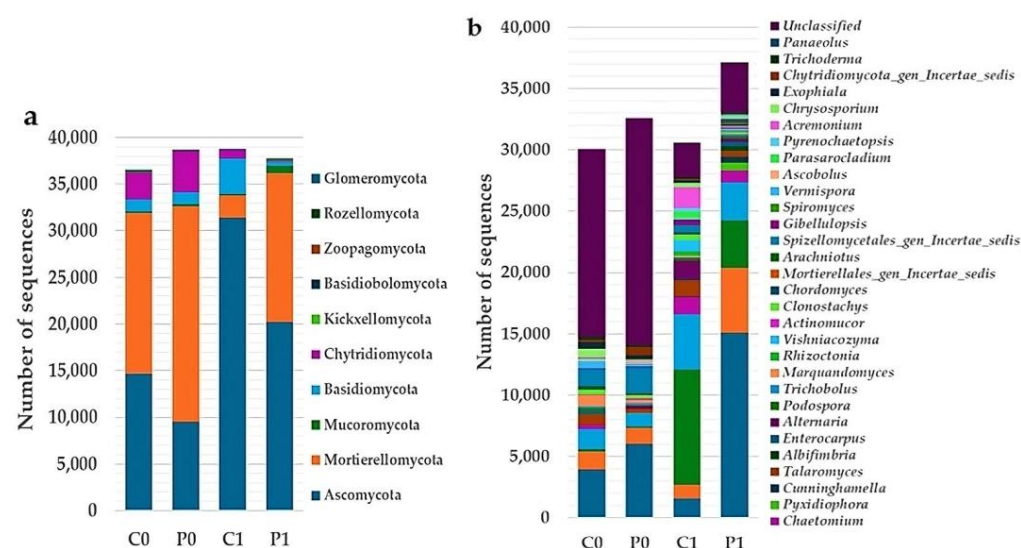 a
Number of sequences
40,000
35,000
30,000
25,000
20,000
15,000
10,000
5,000
0
C0 P0 C1 P1
Glomeromycota
Rozellomycota
Zoopagomycota
Basidiobolomycota
Kickxellomycota
Chytridiomycota
Basidiomycota
Mucoromycota
Mortierellomycota
Ascomycota
b
Number of sequences
40,000
35,000
30,000
25,000
20,000
15,000
10,000
5,000
0
C0 P0 C1 P1
Unclassified
Panaeolus
Trichoderma
Chytridiomycota_gen_Incertae_sedis
Exophiala
Chrysosporium
Acremonium
Pyrenochaetopsis
Parasarocladium
Ascobolus
Vermispora
Spiromyces
Gibellulopsis
Spizellomycetales_gen_Incertae_sedis
Arachniotus
Mortierellales_gen_Incertae_sedis
Chordomyces
Clonostachys
Actinomucor
Vishniacozyma
Rhizoctonia
Marquandomyces
Trichobolus
Podospora
Alternaria
Enterocarpus
Albifimbria
Talaromyces
Cunninghamella
Pyxidiophora
Chaetomium